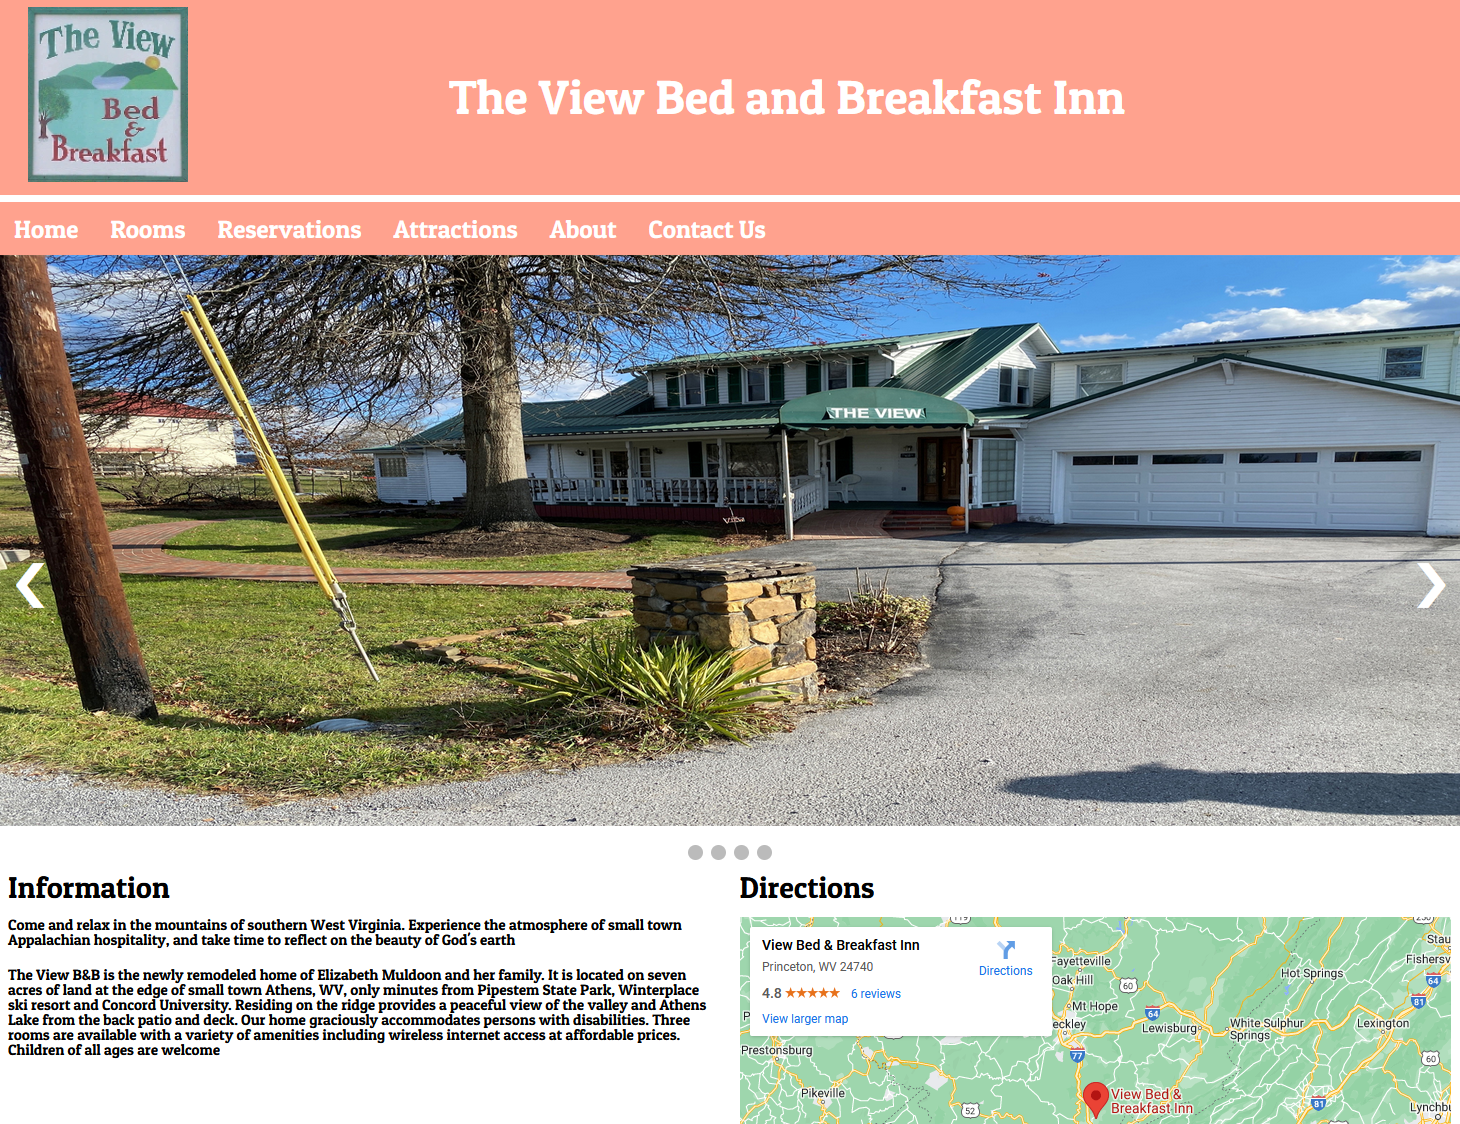 The View
Bed
&
Breakfast
The View Bed and Breakfast Inn
Home Rooms Reservations Attractions About Contact Us
THE VIEW
Information
Come and relax in the mountains of southern West Virginia. Experience the atmosphere of small town
Appalachian hospitality, and take time to reflect on the beauty of God's earth
The View B&B is the newly remodeled home of Elizabeth Muldoon and her family. It is located on seven
acres of land at the edge of small town Athens, WV, only minutes from Pipestem State Park, Winterplace
ski resort and Concord University. Residing on the ridge provides a peaceful view of the valley and Athens
Lake from the back patio and deck. Our home graciously accommodates persons with disabilities. Three
rooms are available with a variety of amenities including wireless internet access at affordable prices.
Children of all ages are welcome
Directions
View Bed & Breakfast Inn
Princeton, WV 24740
4.8 6 reviews
View larger map
Directions
119
250
Stau
Fayetteville
Fishersv
Oak Hill
60
Hot Springs
64
81
Mt Hope
eckley
64
Lewisburg
White Sulphur
Springs
Lexington
P
Prestonsburg
77
60
Pikeville
52
View Bed &
Breakfast Inn
81
Lynchbu